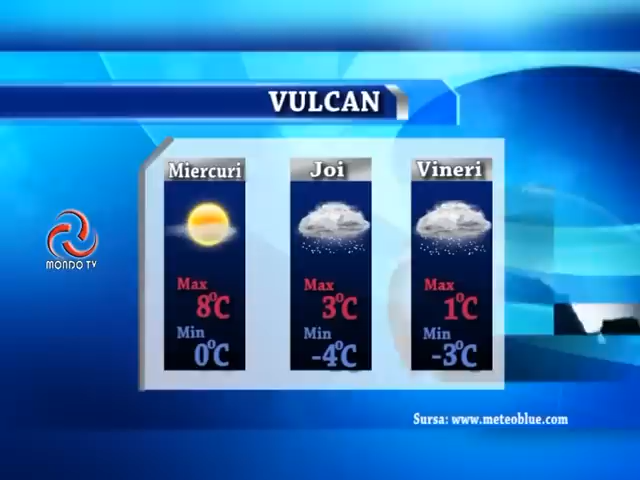 VULCAN
Miercuri
Joi
Vineri
Max
8°C
Min
0°C
Max
3°C
Min
-4°C
Max
1°C
Min
-3°C
MONDO TV
Sursa: www.meteoblue.com